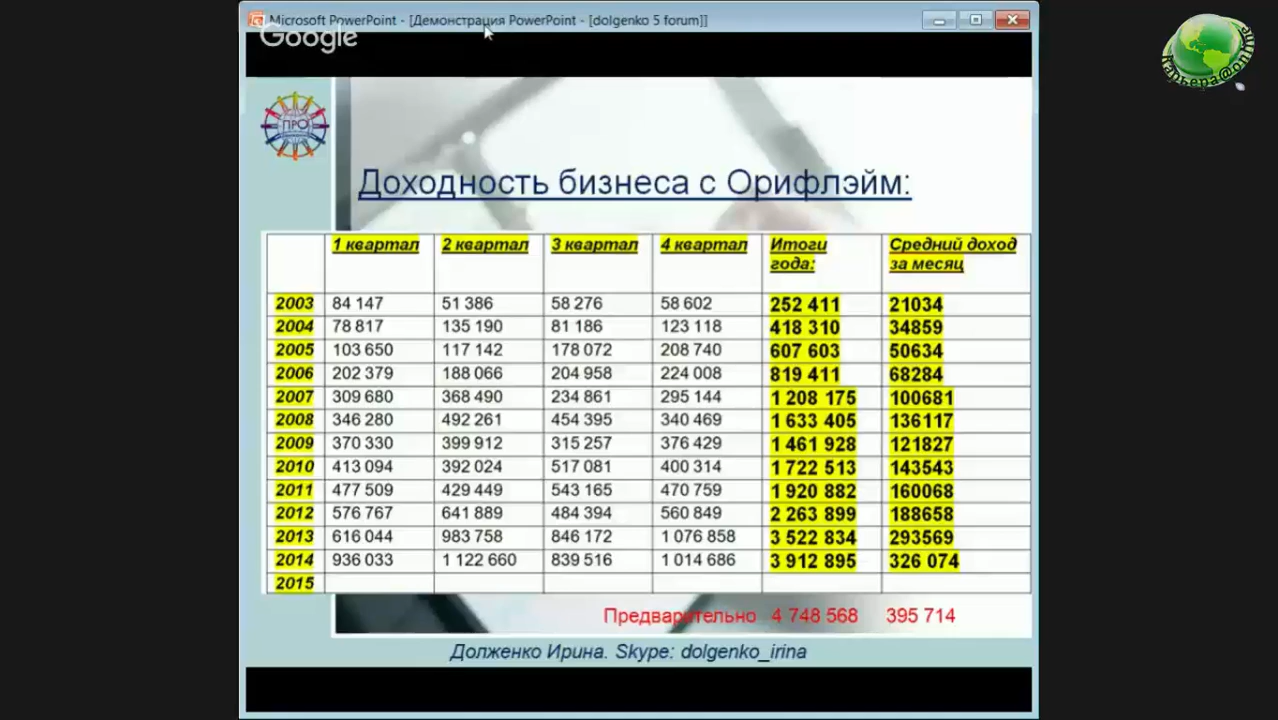 Microsoft PowerPoint - [Демонстрация PowerPoint - [dolgenko 5 forum]]
Google
Карьера@online
ПРО
Доходность бизнеса с Орифлэйм:
1 квартал 2 квартал 3 квартал 4 квартал Итоги года: Средний доход за месяц
2003 84 147 51 386 58 276 58 602 252 411 21034
2004 78 817 135 190 81 186 123 118 418 310 34859
2005 103 650 117 142 178 072 208 740 607 603 50634
2006 202 379 188 066 204 958 224 008 819 411 68284
2007 309 680 368 490 234 861 295 144 1 208 175 100681
2008 346 280 492 261 454 395 340 469 1 633 405 136117
2009 370 330 399 912 315 257 376 429 1 461 928 121827
2010 413 094 392 024 517 081 400 314 1 722 513 143543
2011 477 509 429 449 543 165 470 759 1 920 882 160068
2012 576 767 641 889 484 394 560 849 2 263 899 188658
2013 616 044 983 758 846 172 1 076 858 3 522 834 293569
2014 936 033 1 122 660 839 516 1 014 686 3 912 895 326 074
2015
Предварительно 4 748 568 395 714
Долженко Ирина. Skype: dolgenko_irina